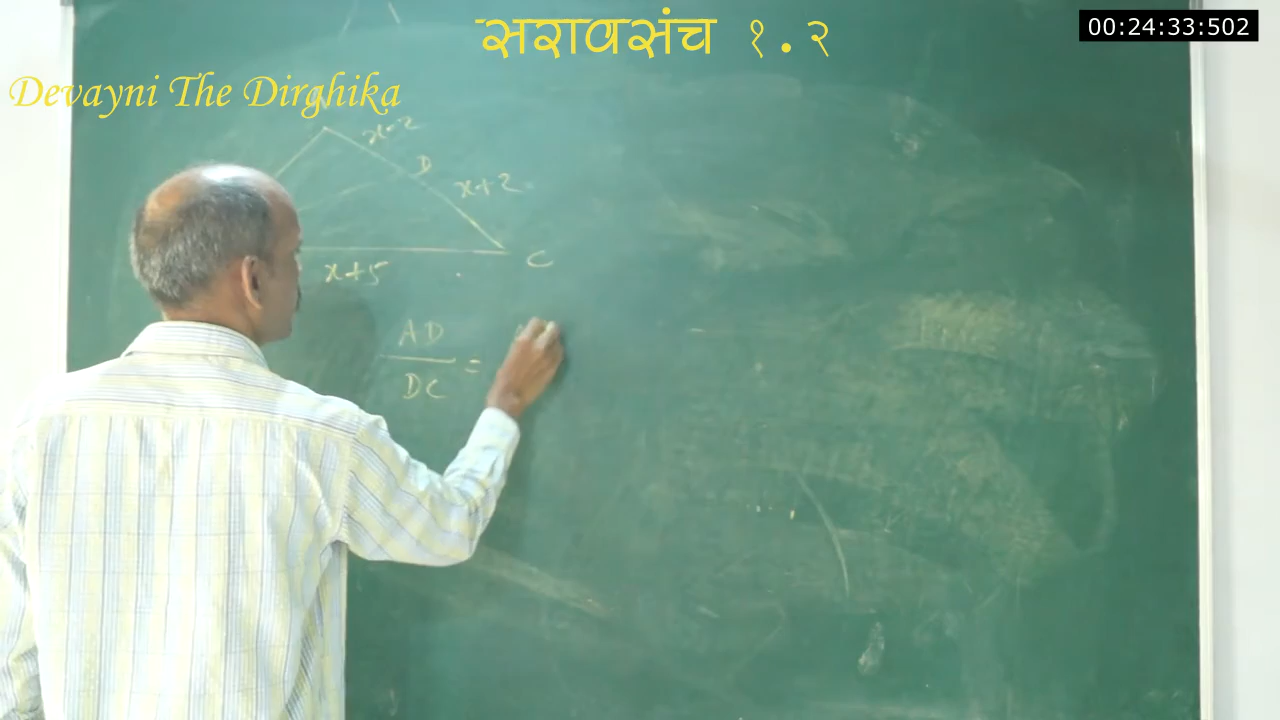 सरावसंच १.२
00:24:33:502
Devayni The Dirghika
x-2
D
x+2
C
x+5
AD
DC
=